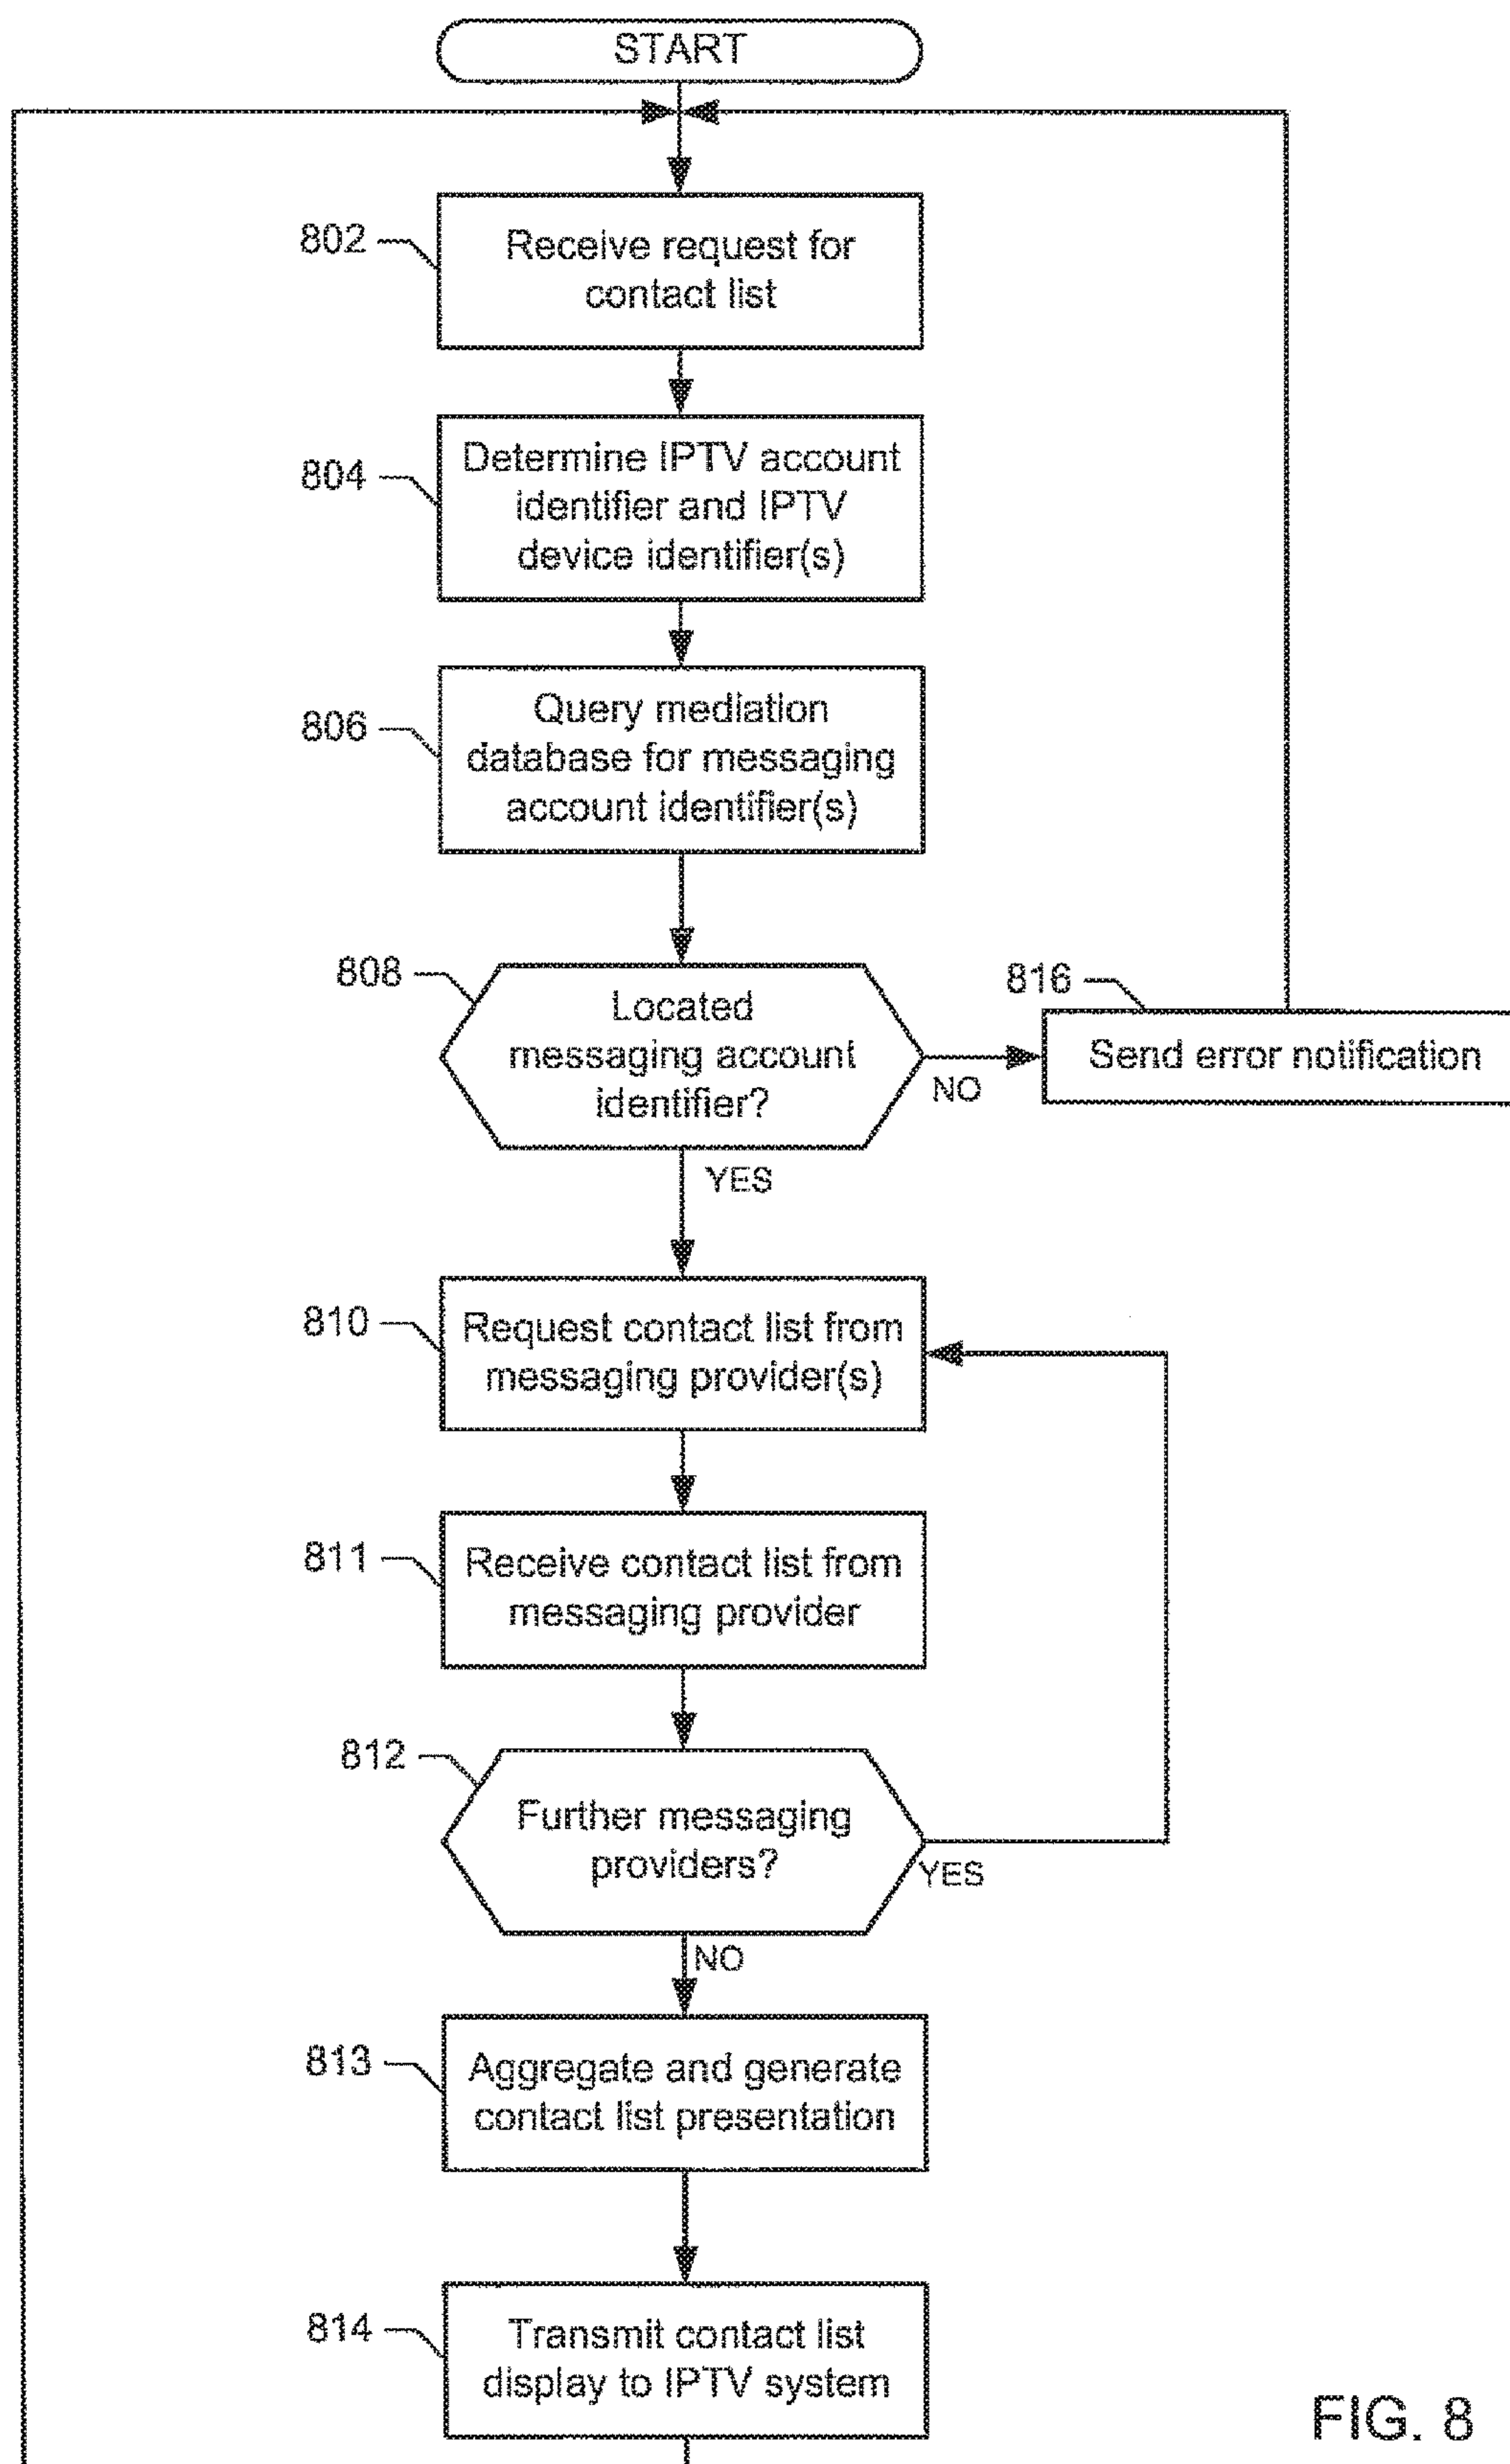 START
802
Receive request for
contact list
804
Determine IPTV account
identifier and IPTV
device identifier(s)
806
Query mediation
database for messaging
account identifier(s)
808
Located
messaging account
identifier?
NO
816
Send error notification
YES
810
Request contact list from
messaging provider(s)
811
Receive contact list from
messaging provider
812
Further messaging
providers?
YES
NO
813
Aggregate and generate
contact list presentation
814
Transmit contact list
display to IPTV system
FIG. 8